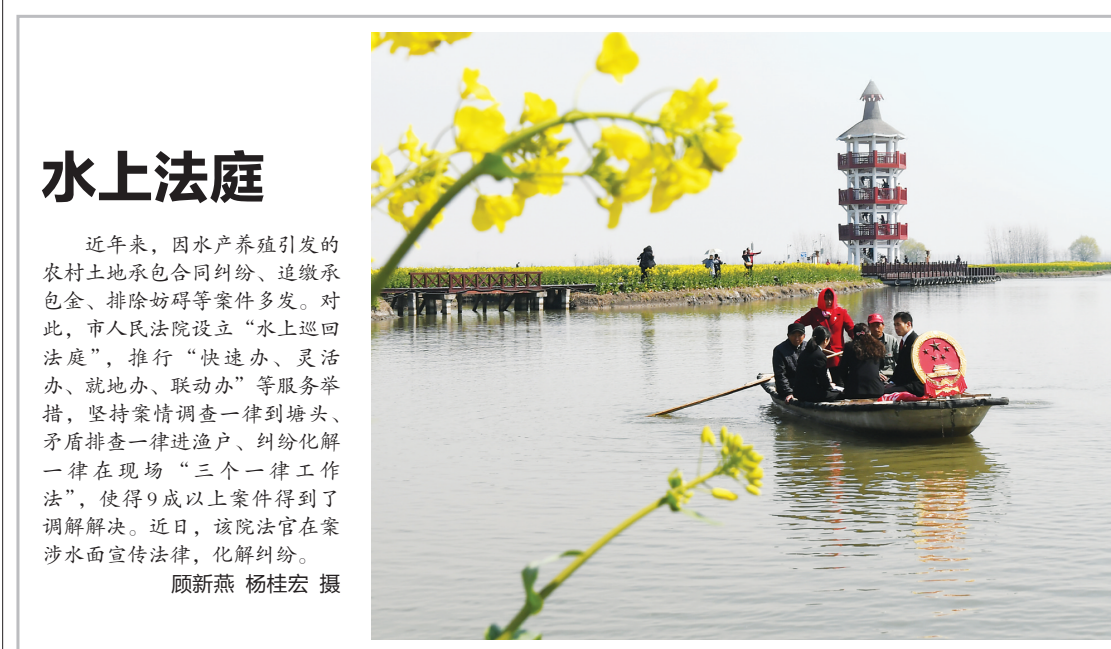 水上法庭
近年来，因水产养殖引发的
农村土地承包合同纠纷、追缴承
包金、排除妨碍等案件多发。对
此，市人民法院设立“水上巡回
法庭”，推行“快速办、灵活
办、就地办、联动办”等服务举
措，坚持案情调查一律到塘头、
矛盾排查一律进渔户、纠纷化解
一律在现场“三个一律工作
法”，使得9成以上案件得到了
调解解决。近日，该院法官在案
涉水面宣传法律，化解纠纷。
顾新燕 杨桂宏 摄